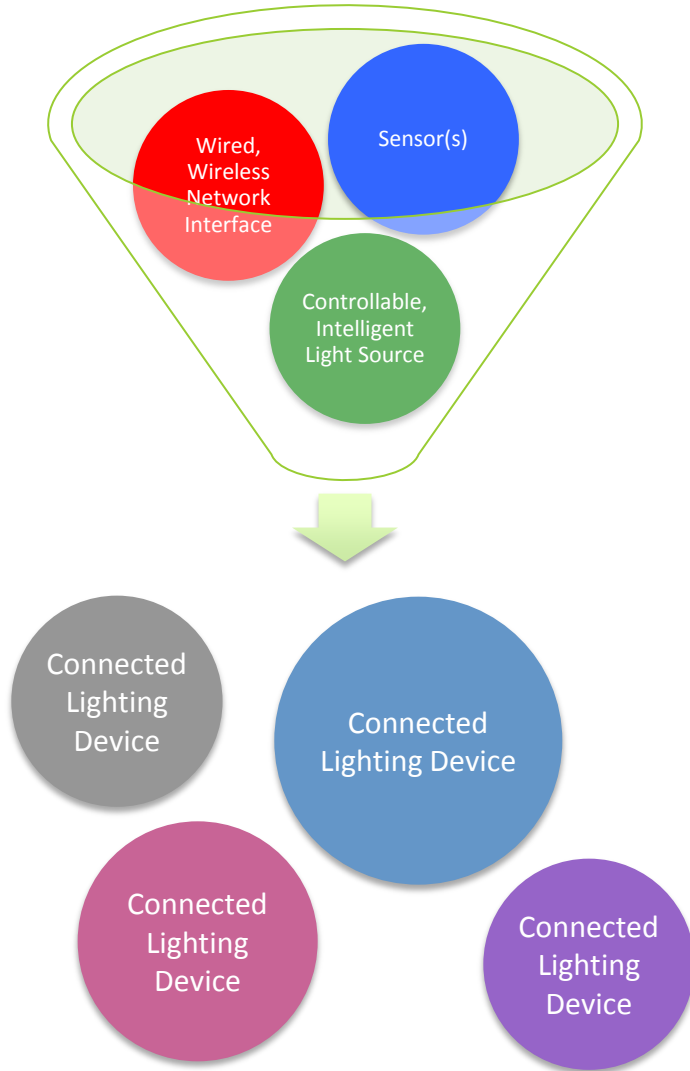 Wired,
Wireless
Network
Interface
Sensor(s)
Controllable,
Intelligent
Light Source
Connected
Lighting
Device
Connected
Lighting Device
Connected
Lighting
Device
Connected
Lighting
Device